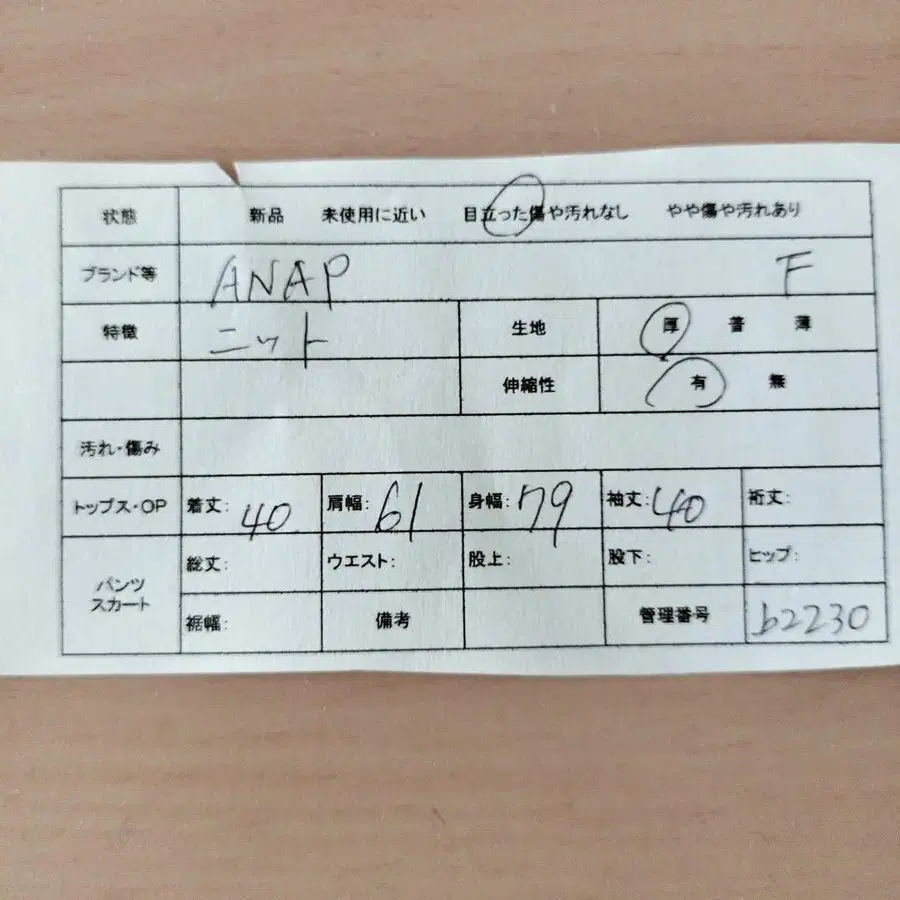 状態 新品 未使用に近い 目立った傷や汚れなし やや傷や汚れあり
ブランド等 ANAP F
特徴 ニット 生地 厚 普 薄
伸縮性 有 無
汚れ・傷み
トップス・OP 着丈: 40 肩幅: 61 身幅: 79 袖丈: 40 裄丈:
パンツ スカート 総丈: ウエスト: 股上: 股下: ヒップ:
裾幅: 備考 管理番号 b2230